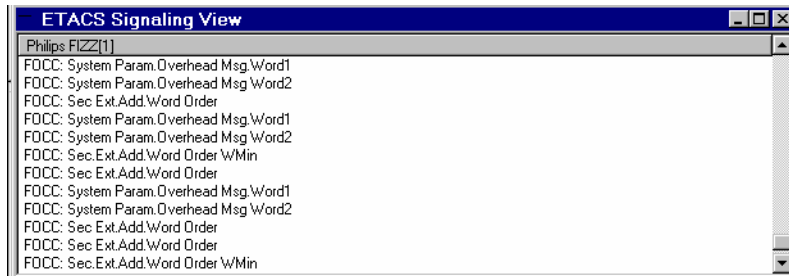 ETACS Signaling View
Philips FIZZ[1]
FOCC: System Param.Overhead Msg.Word1
FOCC: System Param.Overhead Msg.Word2
FOCC: Sec Ext.Add.Word Order
FOCC: System Param.Overhead Msg.Word1
FOCC: System Param.Overhead Msg.Word2
FOCC: Sec.Ext.Add.Word Order WMin
FOCC: Sec Ext.Add.Word Order
FOCC: System Param.Overhead Msg.Word1
FOCC: System Param.Overhead Msg Word2
FOCC: Sec Ext.Add.Word Order
FOCC: Sec Ext.Add.Word Order
FOCC: Sec.Ext.Add.Word Order WMin